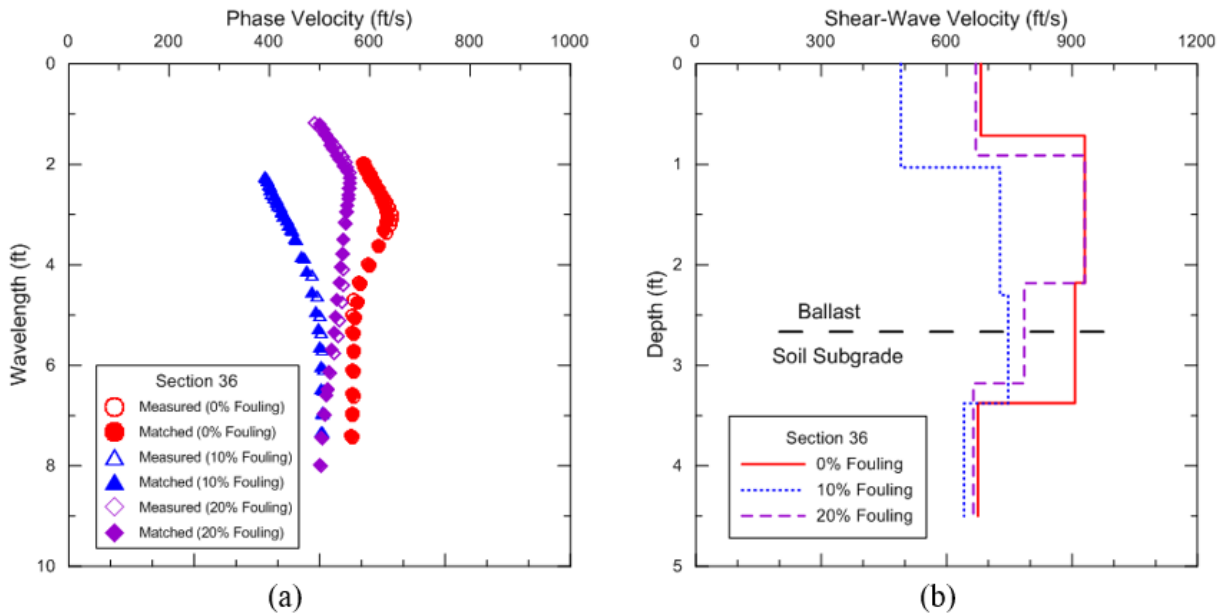 Phase Velocity (ft/s)
0 200 400 600 800 1000
Wavelength (ft)
0
2
4
6
8
10
Section 36
Measured (0% Fouling)
Matched (0% Fouling)
Measured (10% Fouling)
Matched (10% Fouling)
Measured (20% Fouling)
Matched (20% Fouling)
(a)
Shear-Wave Velocity (ft/s)
0 300 600 900 1200
Depth (ft)
0
1
2
3
4
5
Ballast
Soil Subgrade
Section 36
0% Fouling
10% Fouling
20% Fouling
(b)